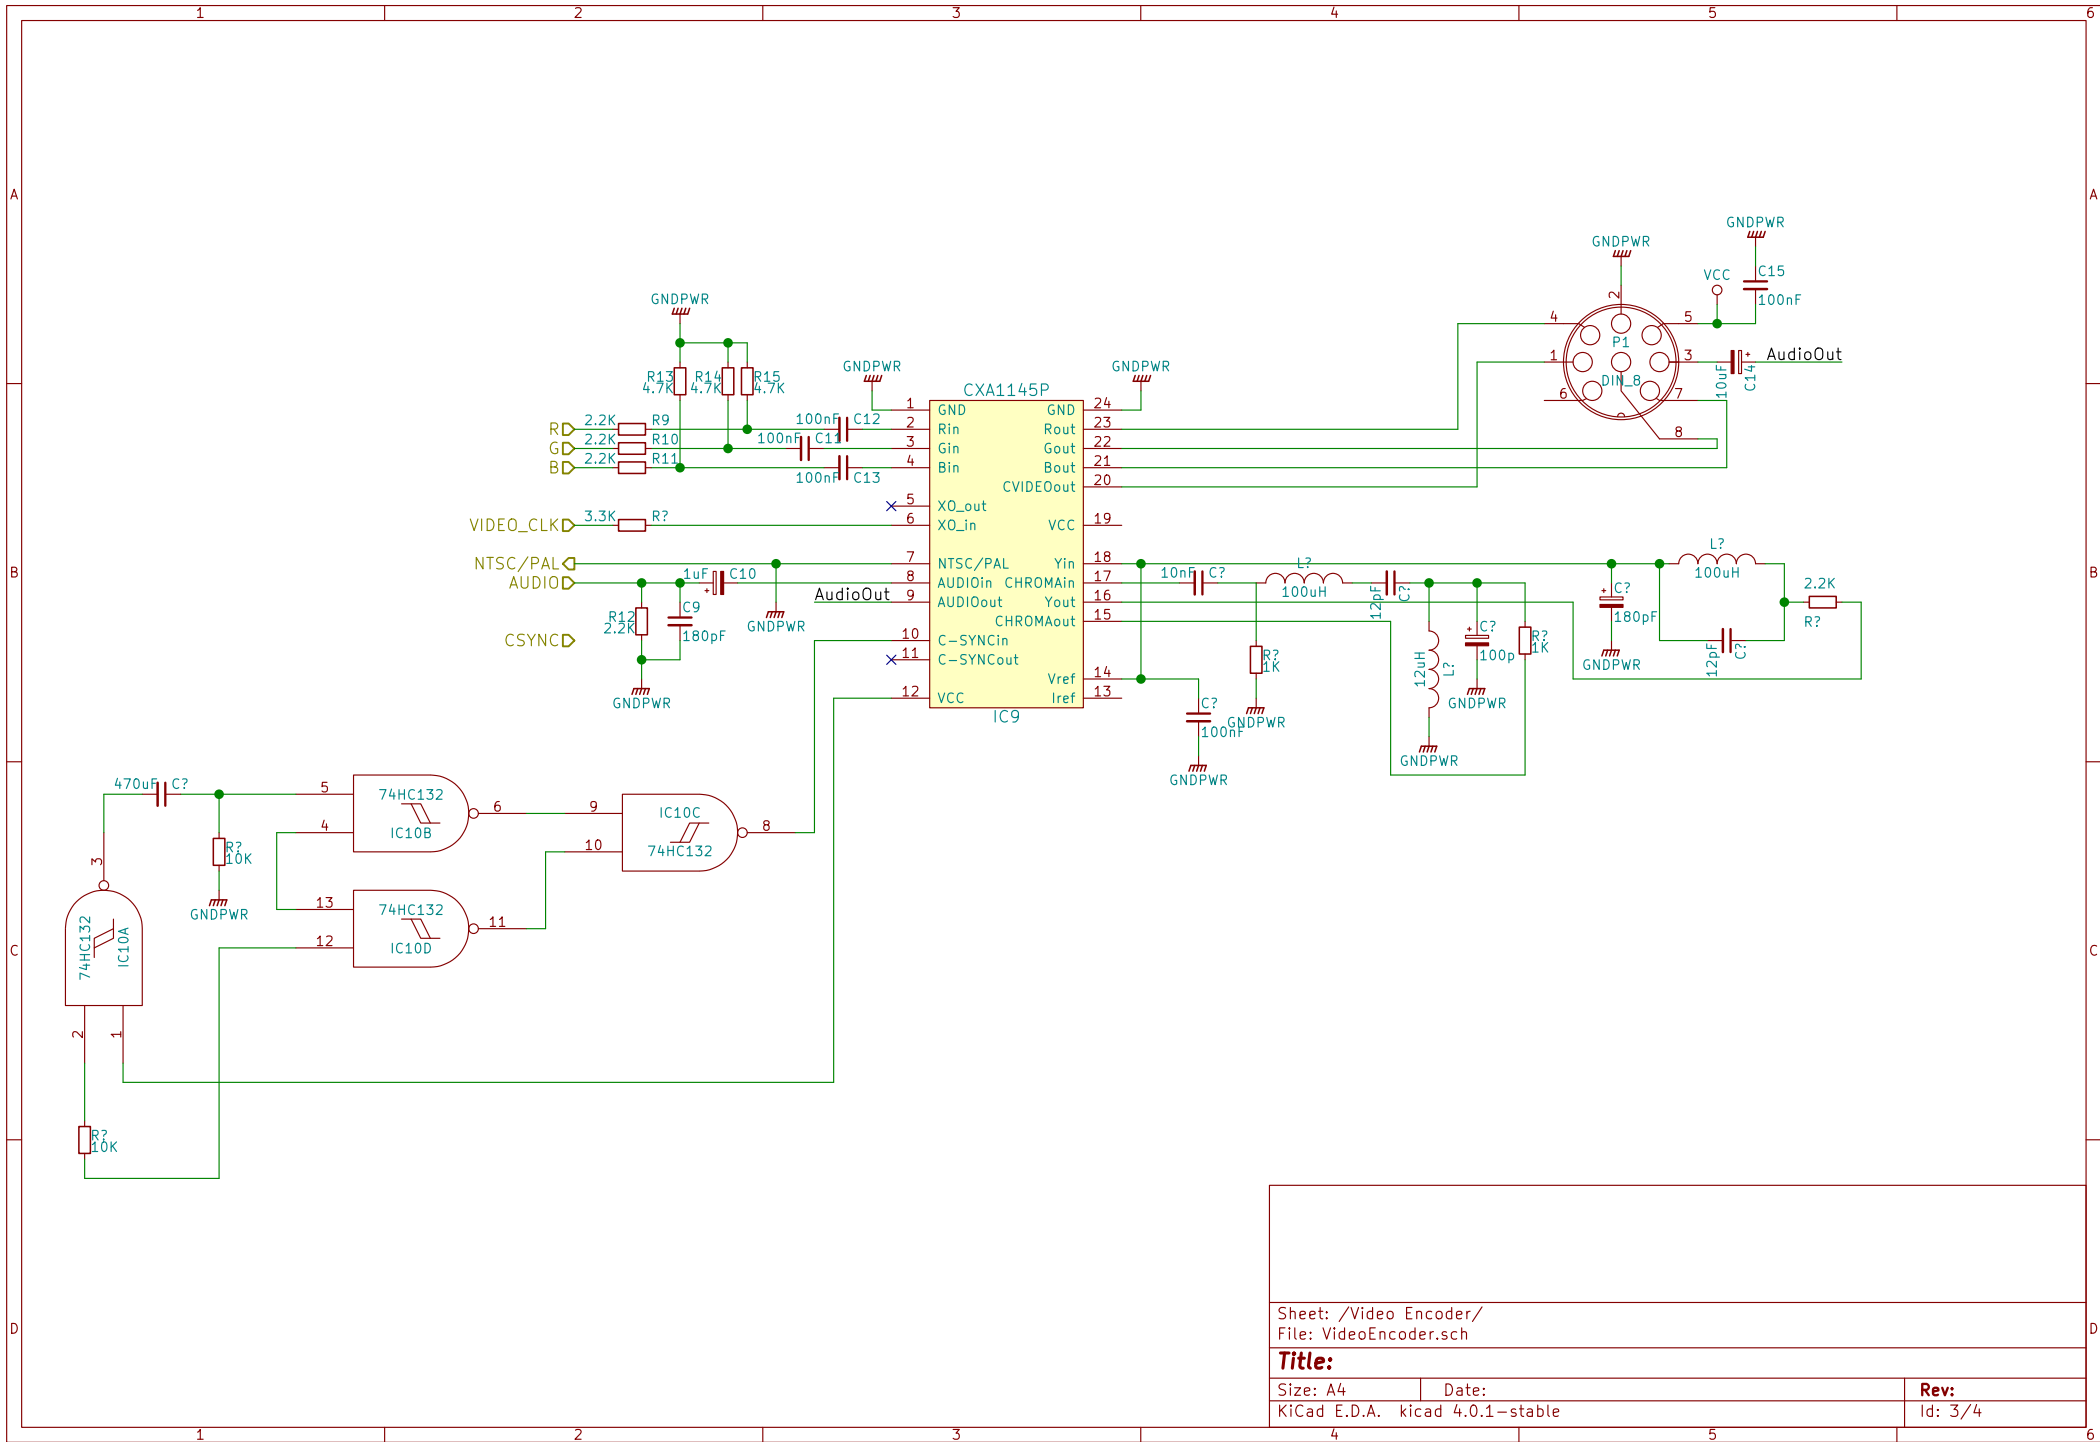 1 2 3 4 5 6
A A
B B
C C
D D
GNDPWR
R13
4.7K
R14
4.7K
R15
4.7K
R
2.2K
R9
100nF
C12
G
2.2K
R10
100nF
C11
B
2.2K
R11
100nF
C13
VIDEO_CLK
3.3K
R?
NTSC/PAL
AUDIO
1uF
C10
AudioOut
R12
2.2K
C9
180pF
GNDPWR
CSYNC
GNDPWR
GNDPWR
GNDPWR
CXA1145P
1 GND GND 24
2 Rin Rout 23
3 Gin Gout 22
4 Bin Bout 21
CVIDEOout 20
5 XO_out
6 XO_in VCC 19
7 NTSC/PAL Yin 18
8 AUDIOin CHROMAin 17
9 AUDIOout Yout 16
CHROMAout 15
10 C-SYNCin
11 C-SYNCout
Vref 14
12 VCC Iref 13
IC9
GNDPWR
GNDPWR
VCC
C15
100nF
2
4
5
1
3
6
7
8
P1
DIN_8
10uF
C14
AudioOut
10nF
C?
L?
100uH
12pF
C?
R?
1K
GNDPWR
C?
100nF
GNDPWR
12uH
L?
GNDPWR
C?
100p
GNDPWR
R?
1K
C?
180pF
GNDPWR
L?
100uH
12pF
C?
2.2K
R?
470uF
C?
R?
10K
GNDPWR
5
4
74HC132
IC10B
6
9
10
IC10C
74HC132
8
13
12
74HC132
IC10D
11
3
74HC132
IC10A
2
1
R?
10K
Sheet: /Video Encoder/
File: VideoEncoder.sch
Title:
Size: A4 Date: Rev:
KiCad E.D.A. kicad 4.0.1-stable Id: 3/4
1 2 3 4 5 6